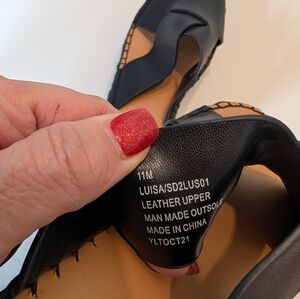 11M
LUISA/SD2LUS01
LEATHER UPPER
MAN MADE OUTSOLE
MADE IN CHINA
YLTOCT21